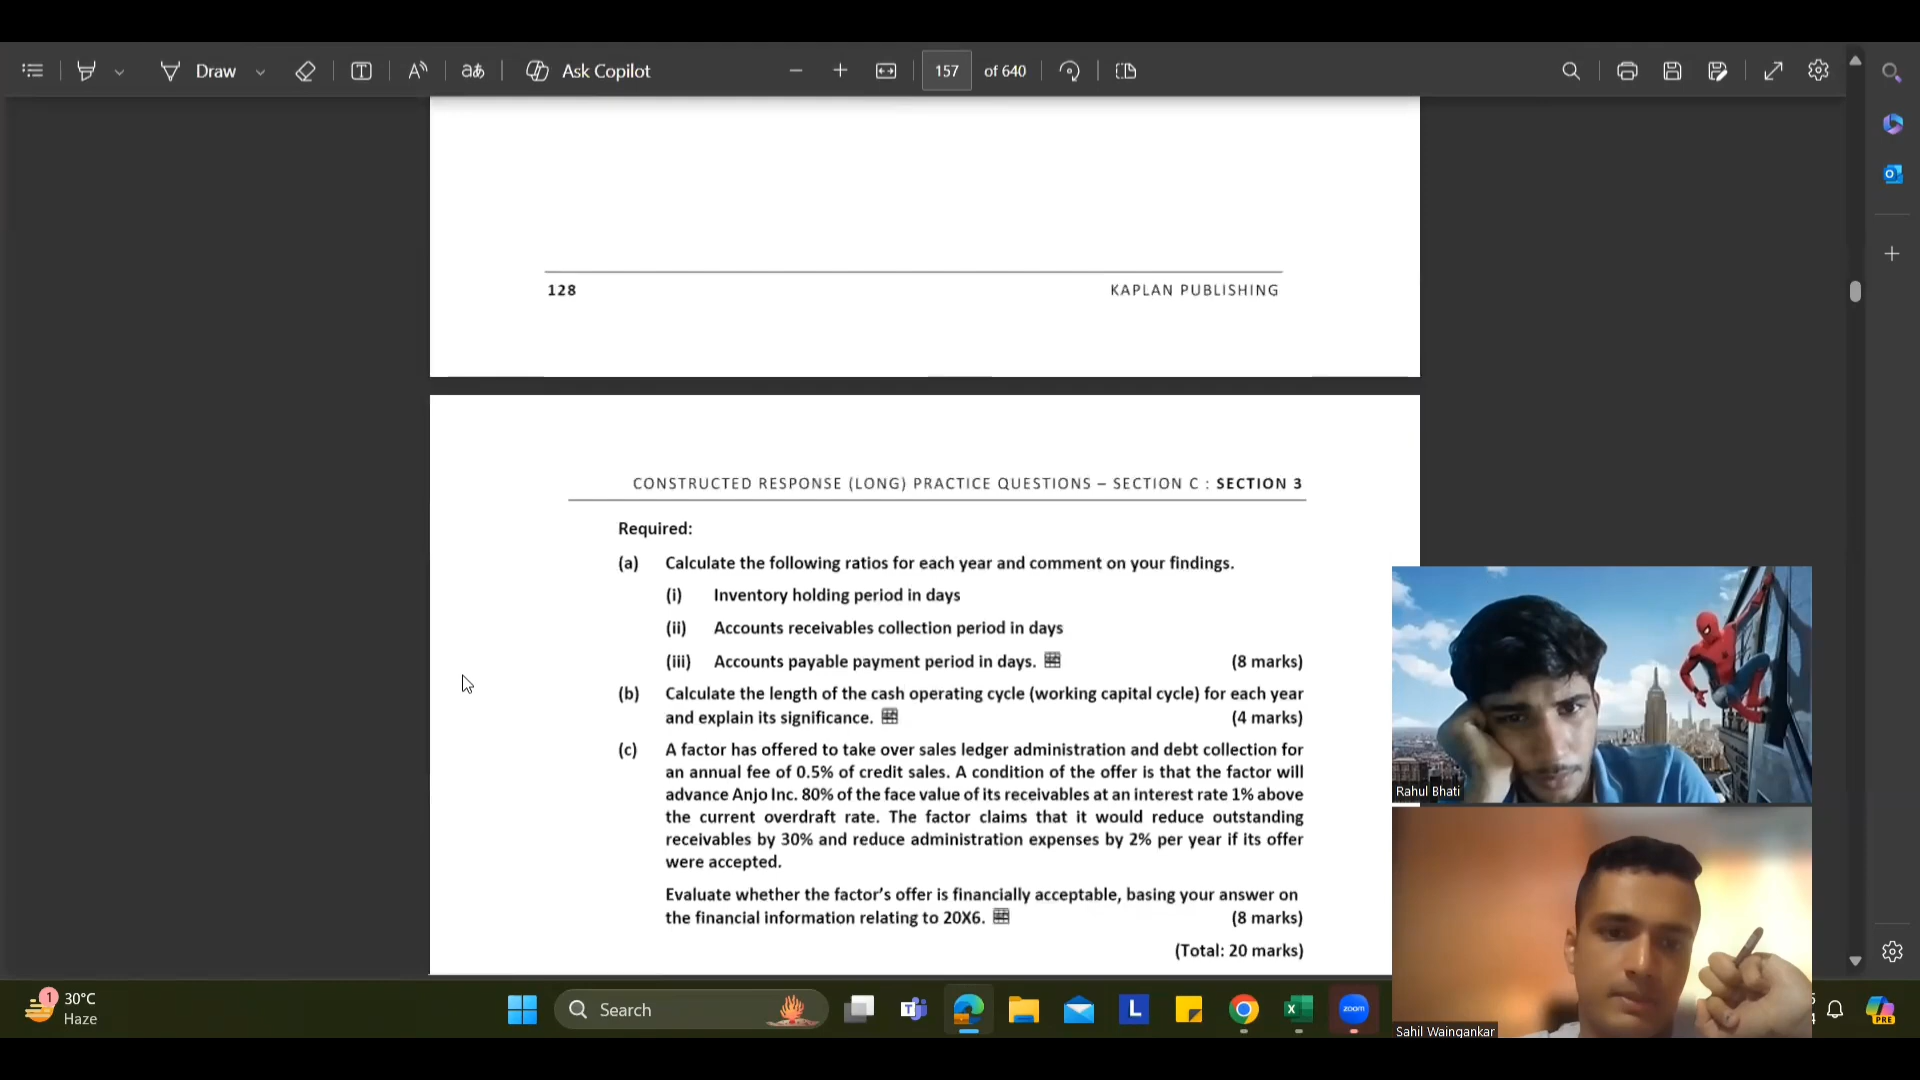 Draw
aあ
Ask Copilot
157
of 640
128
KAPLAN PUBLISHING
CONSTRUCTED RESPONSE (LONG) PRACTICE QUESTIONS – SECTION C : SECTION 3
Required:
(a) Calculate the following ratios for each year and comment on your findings.
(i) Inventory holding period in days
(ii) Accounts receivables collection period in days
(iii) Accounts payable payment period in days. (8 marks)
(b) Calculate the length of the cash operating cycle (working capital cycle) for each year
and explain its significance. (4 marks)
(c) A factor has offered to take over sales ledger administration and debt collection for
an annual fee of 0.5% of credit sales. A condition of the offer is that the factor will
advance Anjo Inc. 80% of the face value of its receivables at an interest rate 1% above
the current overdraft rate. The factor claims that it would reduce outstanding
receivables by 30% and reduce administration expenses by 2% per year if its offer
were accepted.
Evaluate whether the factor's offer is financially acceptable, basing your answer on
the financial information relating to 20X6. (8 marks)
(Total: 20 marks)
Rahul Bhati
Sahil Waingankar
1
30°C
Haze
Search
L
zoom
PRE